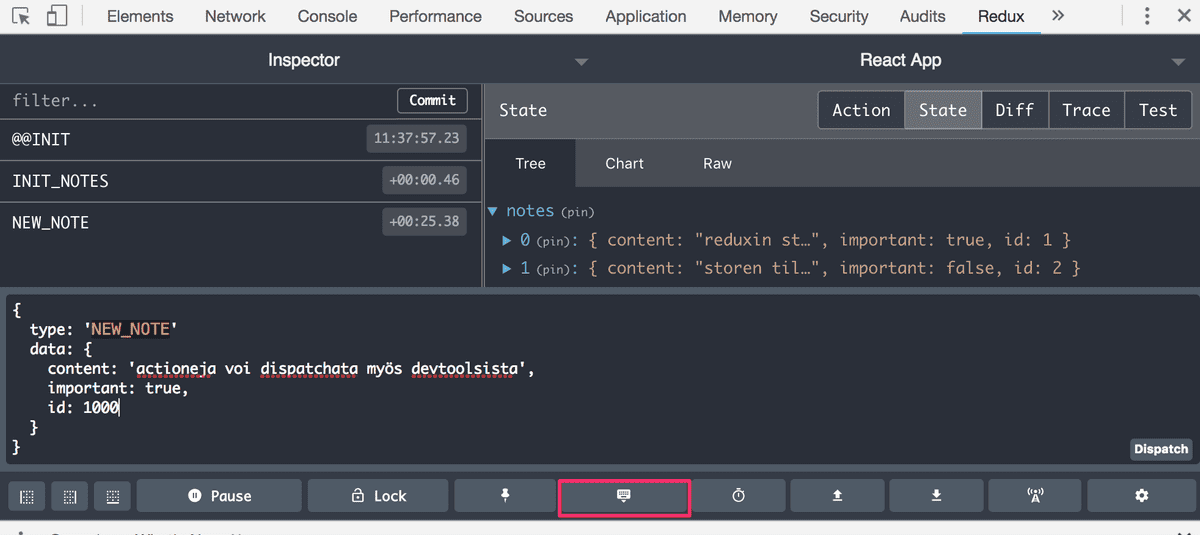 Elements Network Console Performance Sources Application Memory Security Audits Redux
Inspector React App
filter... Commit
State Action State Diff Trace Test
@@INIT 11:37:57.23
Tree Chart Raw
INIT_NOTES +00:00.46
notes (pin)
NEW_NOTE +00:25.38
0 (pin): { content: "reduxin st…", important: true, id: 1 }
1 (pin): { content: "storen til…", important: false, id: 2 }
{
type: 'NEW_NOTE'
data: {
content: 'actioneja voi dispatchata myös devtoolsista',
important: true,
id: 1000
}
}
Dispatch
Pause Lock